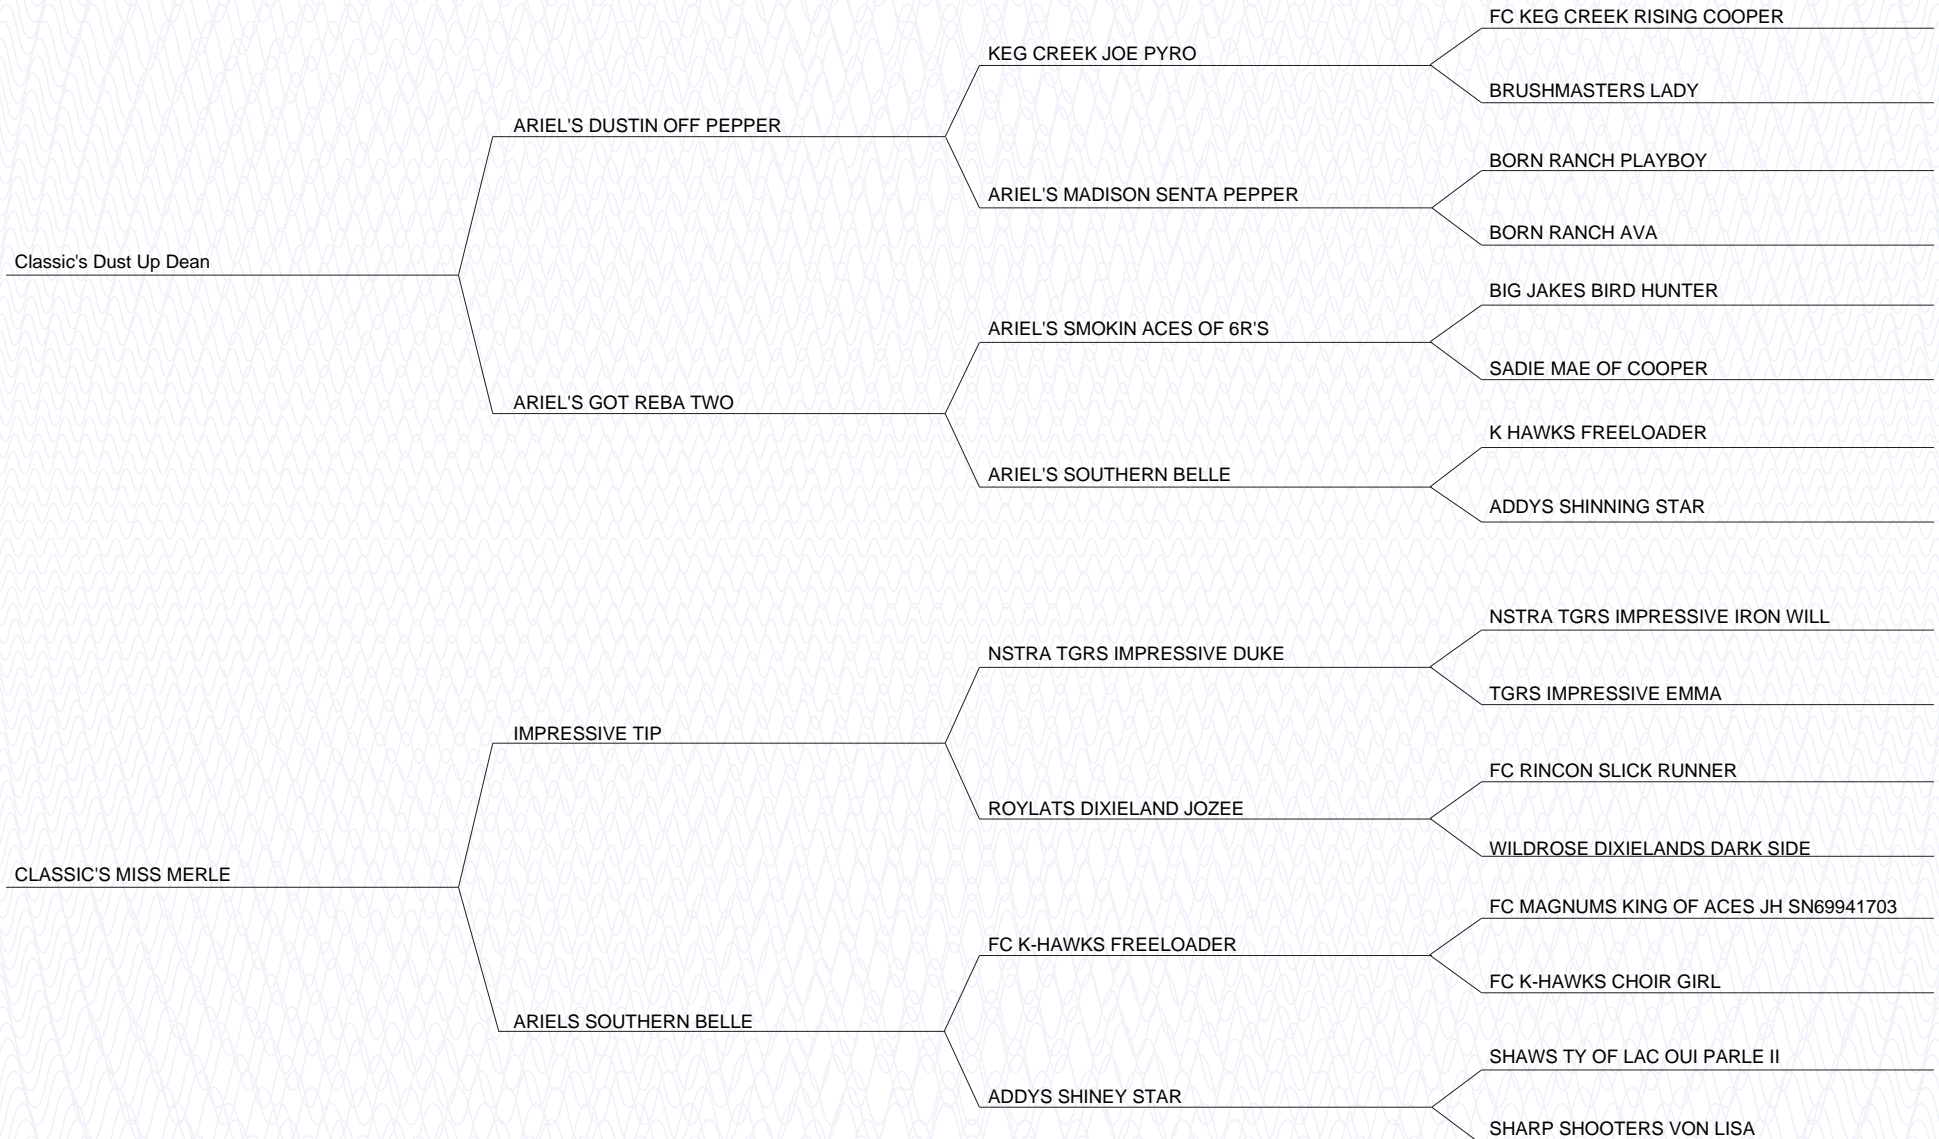 FC KEG CREEK RISING COOPER
KEG CREEK JOE PYRO
BRUSHMASTERS LADY
ARIEL'S DUSTIN OFF PEPPER
BORN RANCH PLAYBOY
ARIEL'S MADISON SENTA PEPPER
BORN RANCH AVA
Classic's Dust Up Dean
BIG JAKES BIRD HUNTER
ARIEL'S SMOKIN ACES OF 6R'S
SADIE MAE OF COOPER
ARIEL'S GOT REBA TWO
K HAWKS FREELOADER
ARIEL'S SOUTHERN BELLE
ADDYS SHINNING STAR
NSTRA TGRS IMPRESSIVE IRON WILL
NSTRA TGRS IMPRESSIVE DUKE
TGRS IMPRESSIVE EMMA
IMPRESSIVE TIP
FC RINCON SLICK RUNNER
ROYLATS DIXIELAND JOZEE
WILDROSE DIXIELANDS DARK SIDE
CLASSIC'S MISS MERLE
FC MAGNUMS KING OF ACES JH SN69941703
FC K-HAWKS FREELOADER
FC K-HAWKS CHOIR GIRL
ARIELS SOUTHERN BELLE
SHAWS TY OF LAC OUI PARLE II
ADDYS SHINEY STAR
SHARP SHOOTERS VON LISA